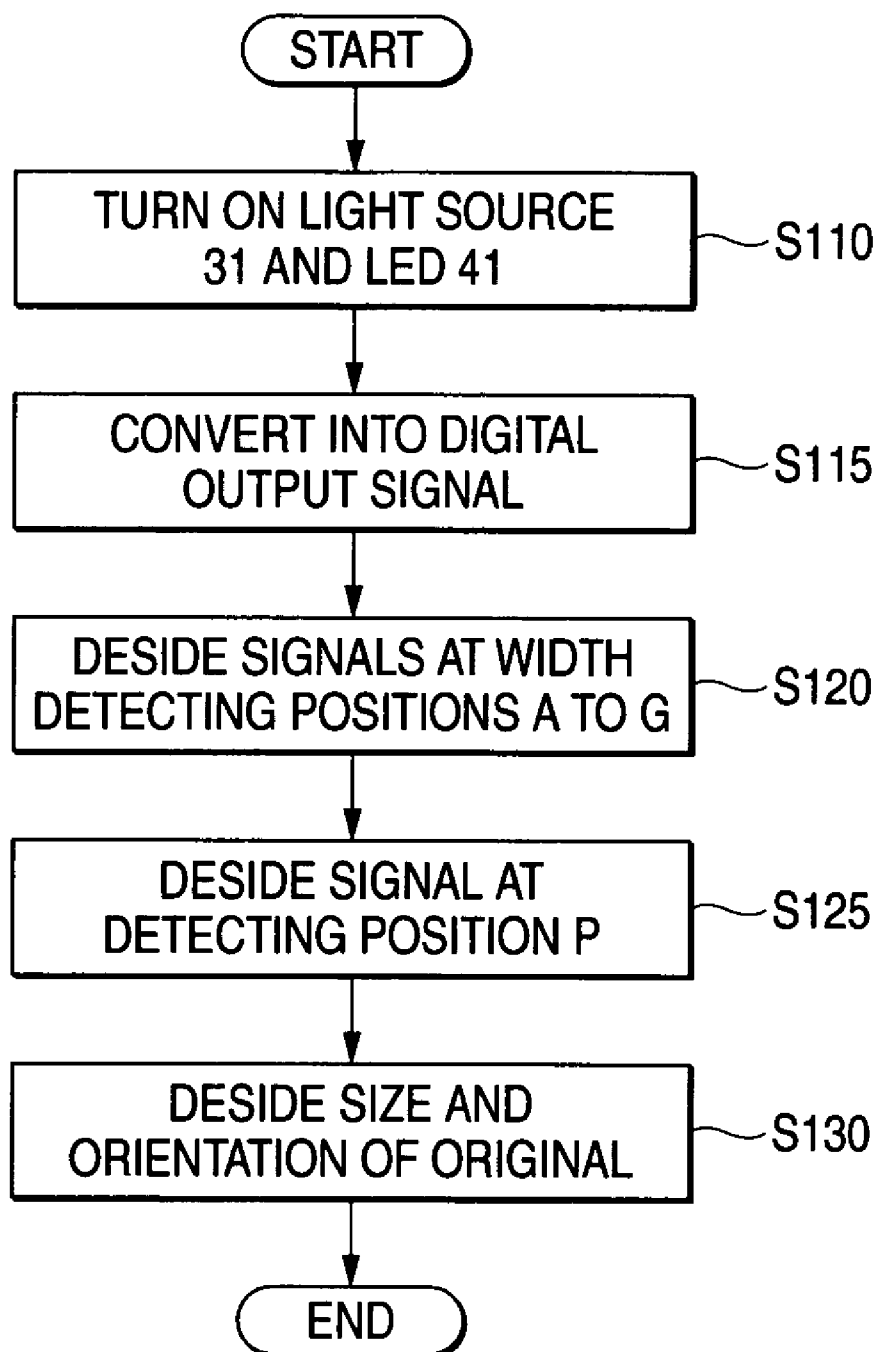 START
TURN ON LIGHT SOURCE
31 AND LED 41
S110
CONVERT INTO DIGITAL
OUTPUT SIGNAL
S115
DESIDE SIGNALS AT WIDTH
DETECTING POSITIONS A TO G
S120
DESIDE SIGNAL AT
DETECTING POSITION P
S125
DESIDE SIZE AND
ORIENTATION OF ORIGINAL
S130
END